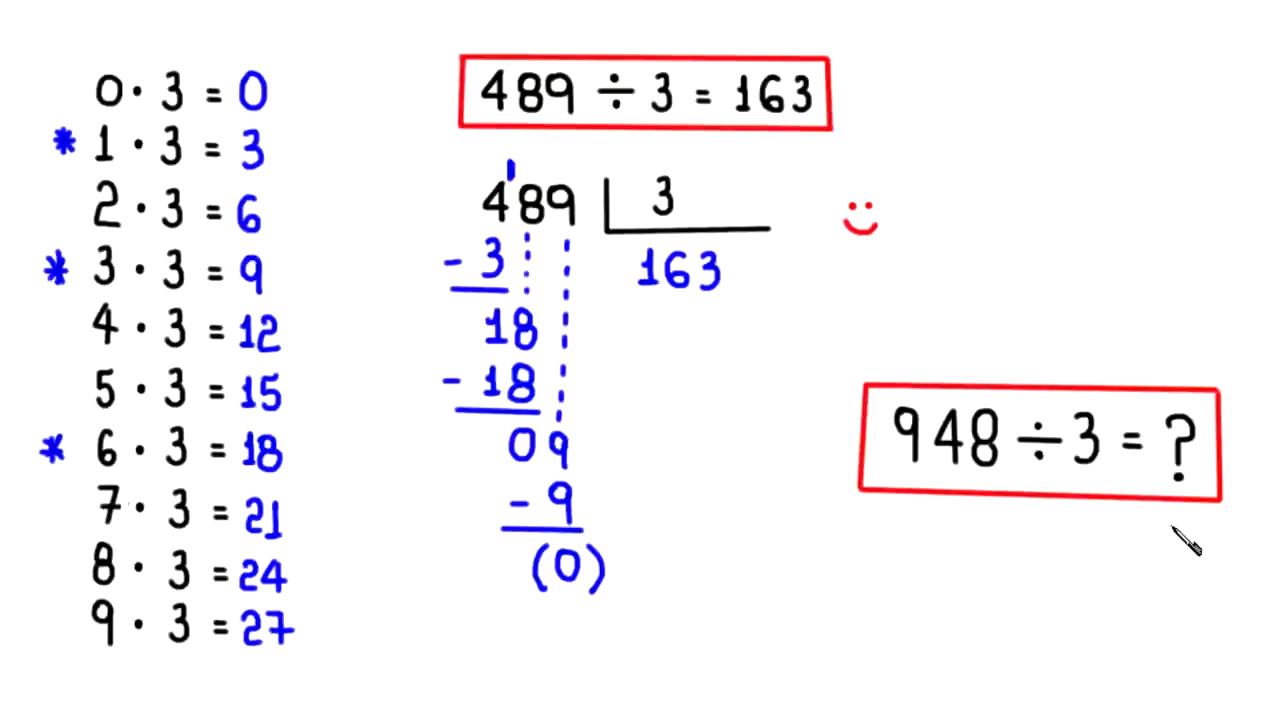 0 · 3 = 0
* 1 · 3 = 3
2 · 3 = 6
* 3 · 3 = 9
4 · 3 = 12
5 · 3 = 15
* 6 · 3 = 18
7 · 3 = 21
8 · 3 = 24
9 · 3 = 27
489 ÷ 3 = 163
489 3
- 3 163
18
- 18
09
- 9
(0)
948 ÷ 3 = ?